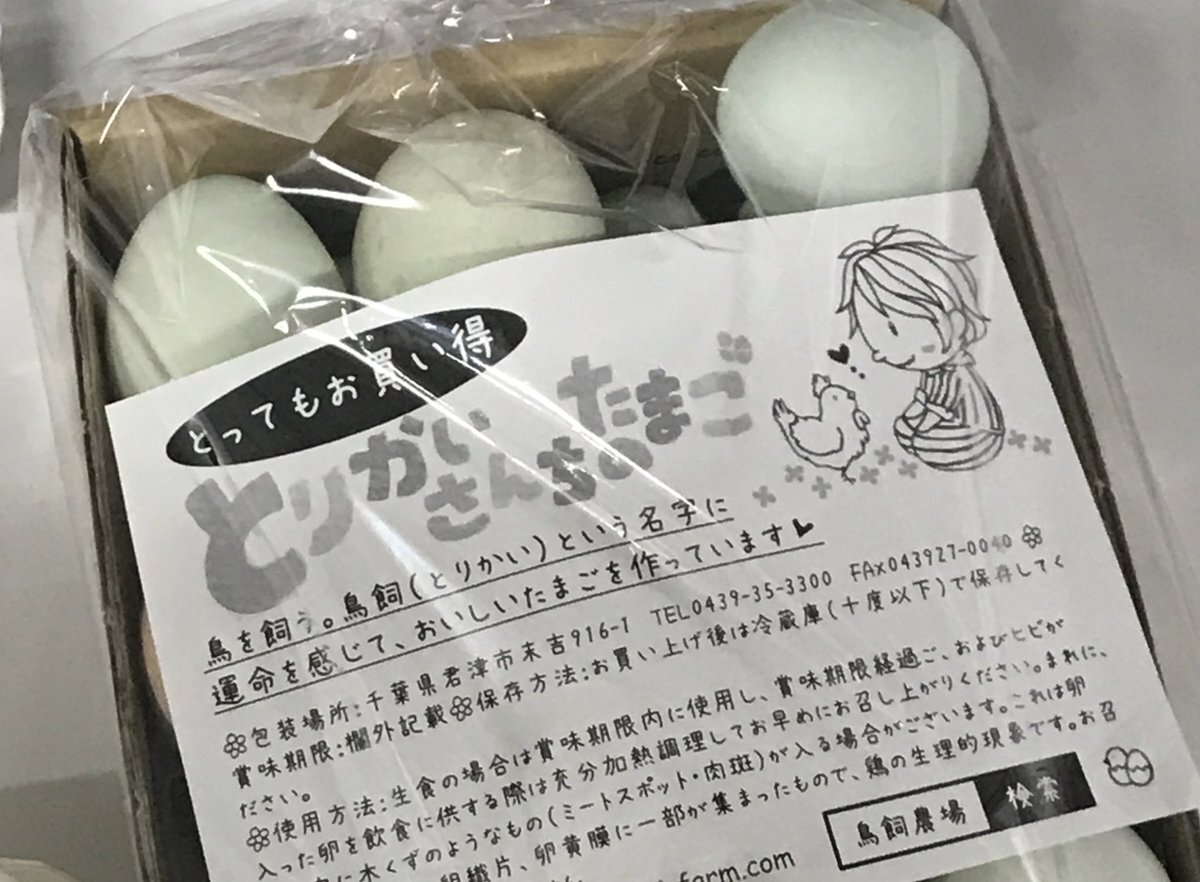 とってもお買い得
とりかいさんちのたまご
鳥を飼う。鳥飼(とりかい)という名字に
運命を感じて、おいしいたまごを作っています♥
包装場所:千葉県君津市末吉916-1 TEL0439-35-3300 FAX043927-0040
賞味期限:欄外記載 保存方法:お買い上げ後は冷蔵庫(十度以下)で保存してく
ださい。
使用方法:生食の場合は賞味期限内に使用し、賞味期限経過ご、およびヒビが
入った卵を飲食に供する際は充分加熱調理してお早めにお召し上がりください。まれに、
に木くずのようなもの(ミートスポット・肉斑)が入る場合がございます。これは卵
組織片、卵黄膜に一部が集まったもので、鶏の生理的現象です。お召
farm.com
鳥飼農場 検索